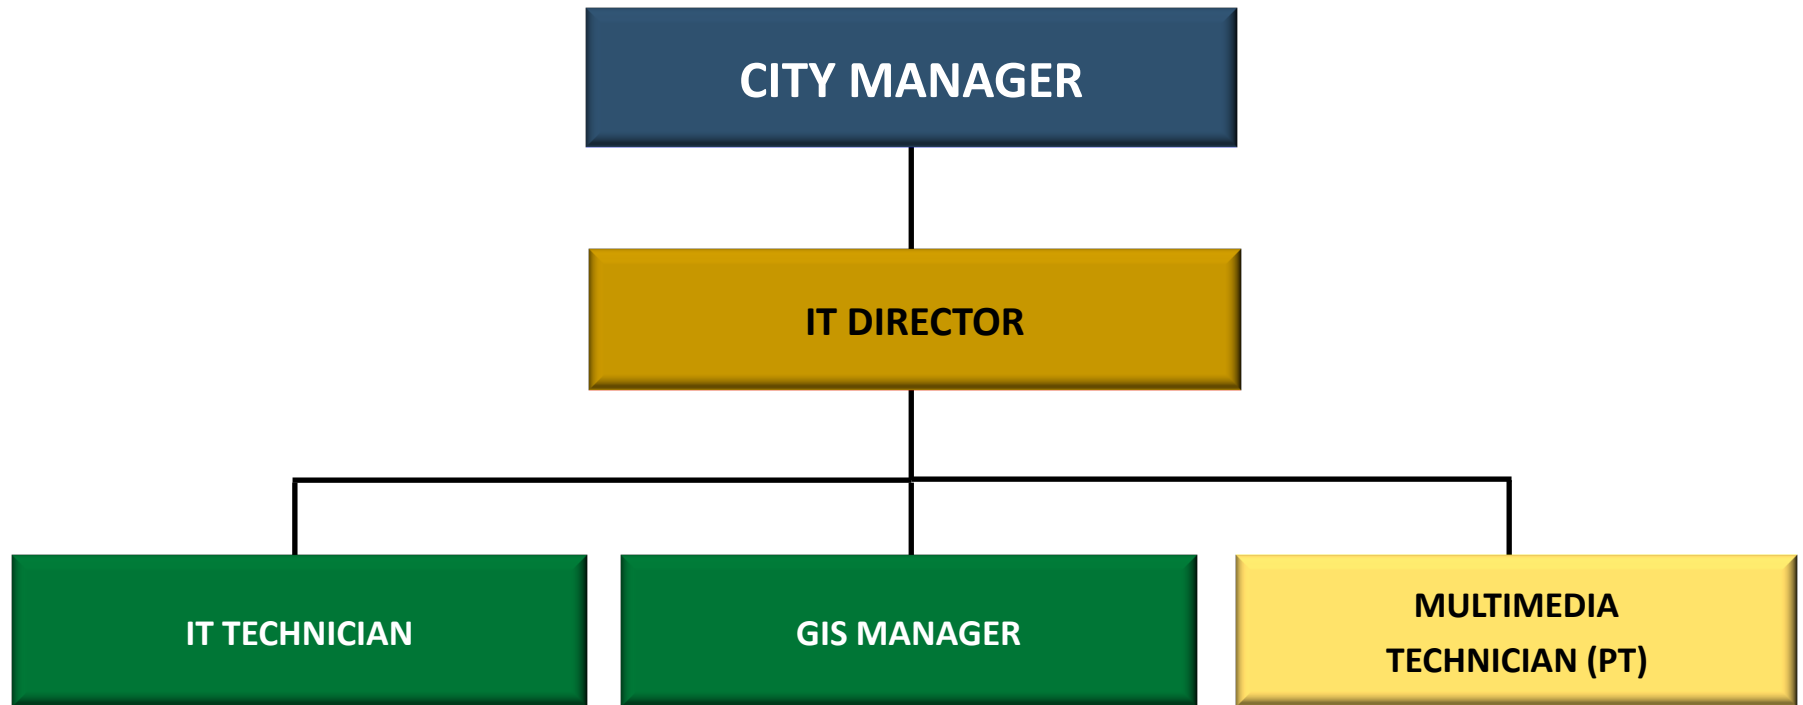 CITY MANAGER
IT DIRECTOR
IT TECHNICIAN
GIS MANAGER
MULTIMEDIA
TECHNICIAN (PT)